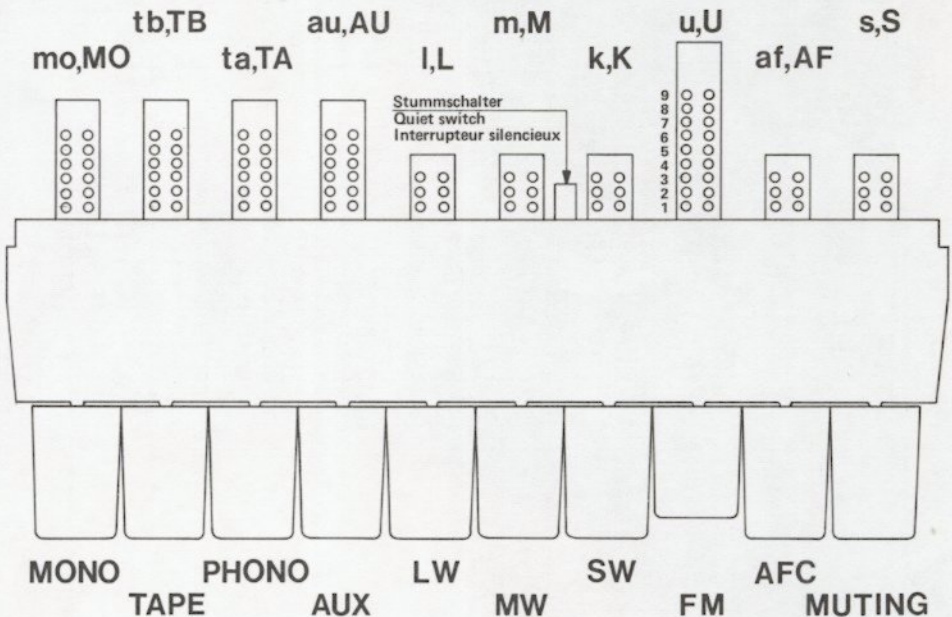 tb,TB au,AU m,M u,U s,S
mo,MO ta,TA l,L k,K af,AF
Stummschalter
Quiet switch
Interrupteur silencieux
9
8
7
6
5
4
3
2
1
MONO PHONO LW SW AFC
TAPE AUX MW FM MUTING